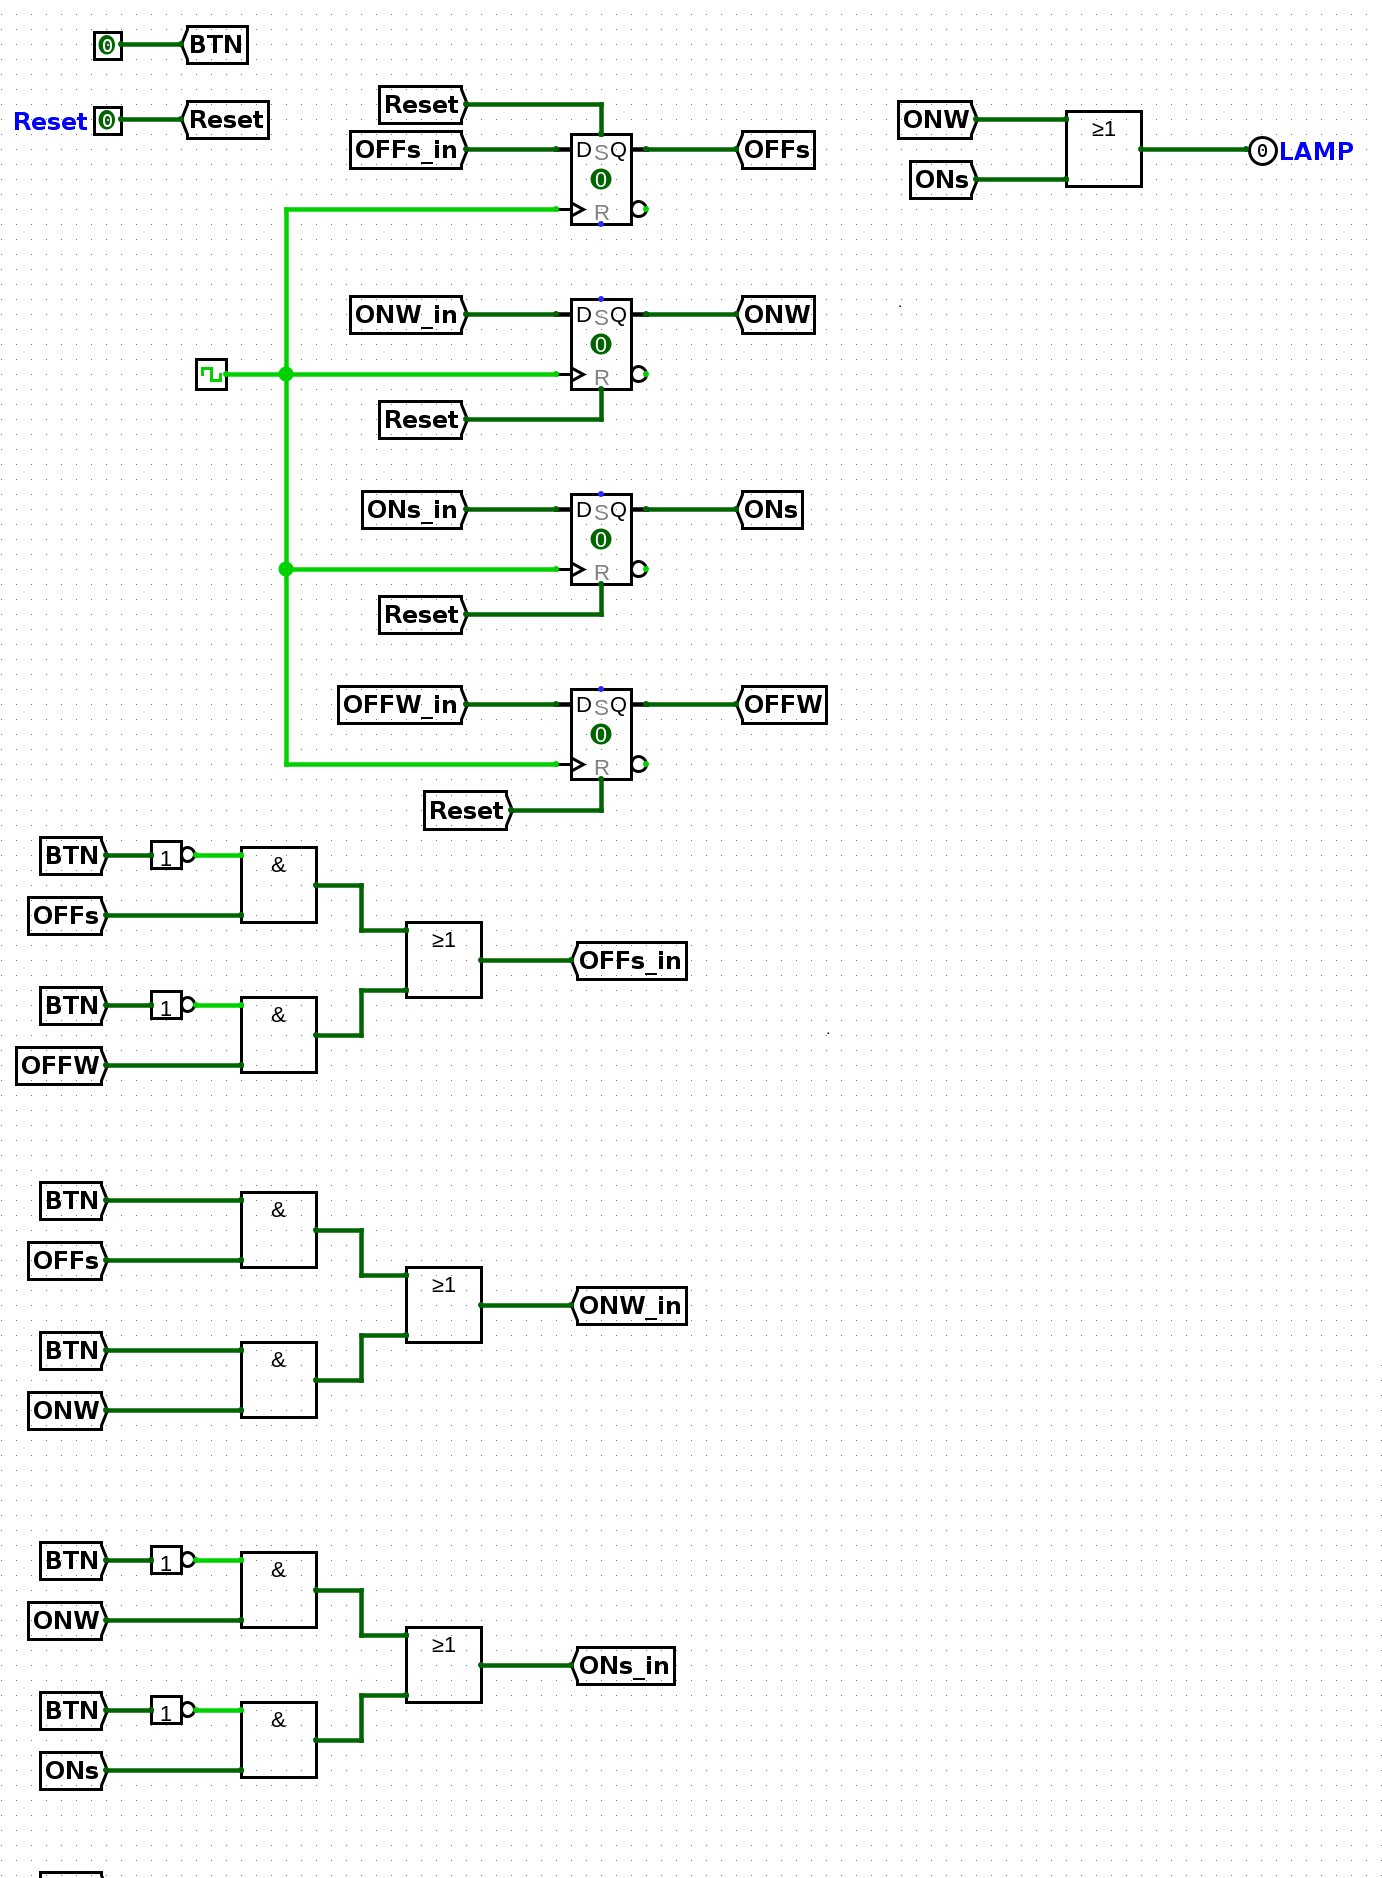 0 BTN
Reset 0 Reset
Reset
OFFs_in D S Q OFFs
0
R
ONW
ONs
≥1
0 LAMP
ONW_in D S Q ONW
0
R
Reset
ONs_in D S Q ONs
0
R
Reset
OFFW_in D S Q OFFW
0
R
Reset
BTN 1 &
OFFs
≥1 OFFs_in
BTN 1 &
OFFW
BTN &
OFFs
≥1 ONW_in
BTN &
ONW
BTN 1 &
ONW
≥1 ONs_in
BTN 1 &
ONs